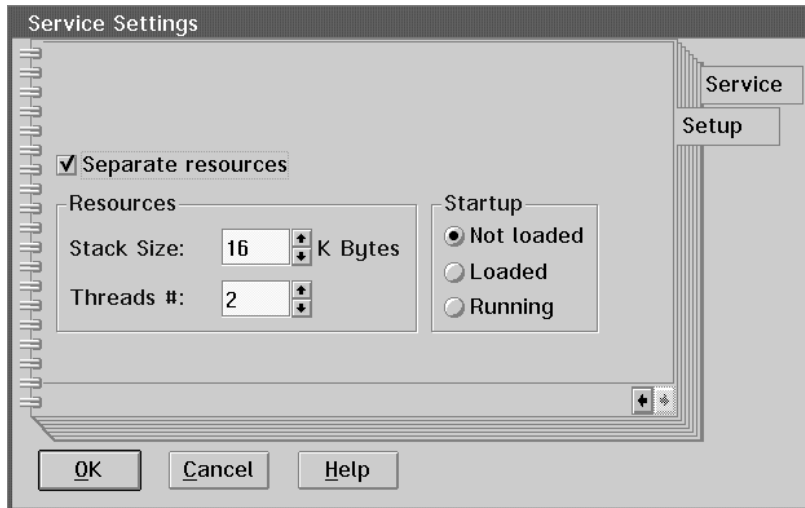 Service Settings
Service
Setup
Separate resources
Resources
Stack Size: 16 K Bytes
Threads #: 2
Startup
Not loaded
Loaded
Running
OK Cancel Help